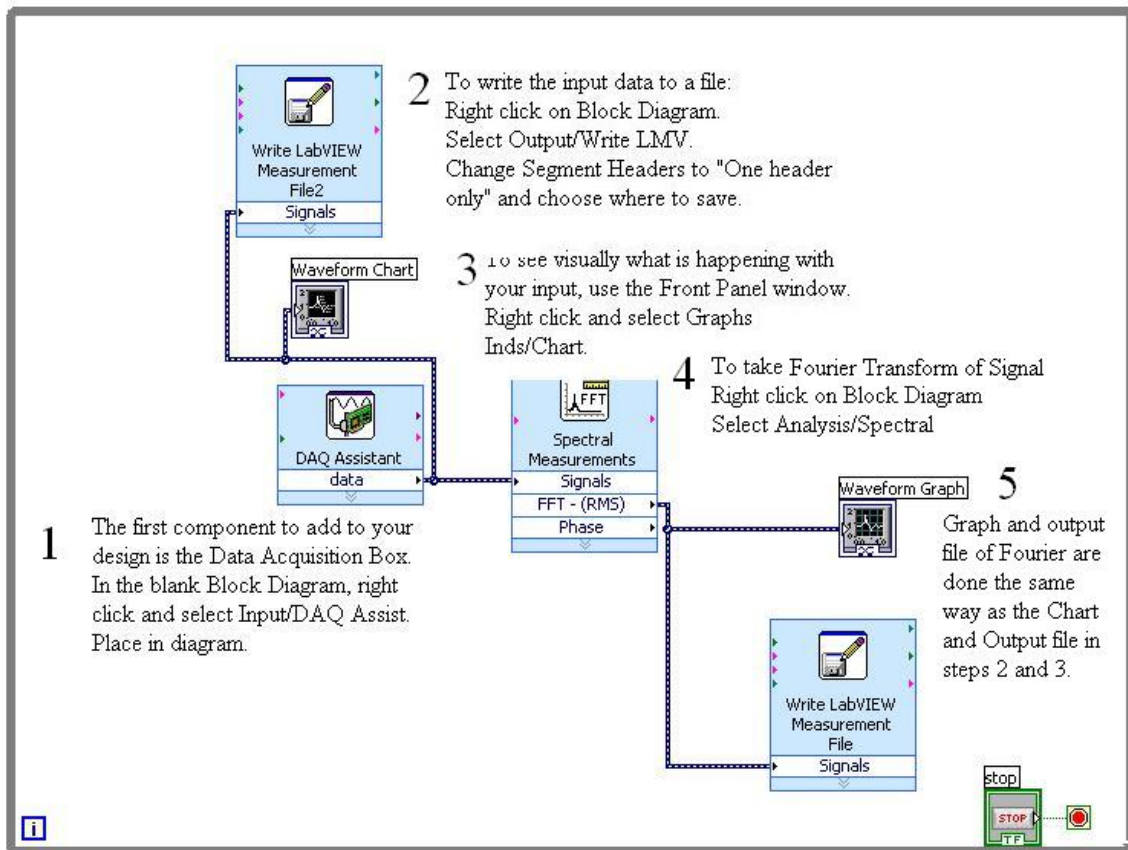 2
To write the input data to a file:
Right click on Block Diagram.
Select Output/Write LMV.
Change Segment Headers to "One header
only" and choose where to save.
Write LabVIEW
Measurement
File2
Signals
Waveform Chart
3
To see visually what is happening with
your input, use the Front Panel window.
Right click and select Graphs
Inds/Chart.
4
To take Fourier Transform of Signal
Right click on Block Diagram
Select Analysis/Spectral
DAQ Assistant
data
FFT
Spectral
Measurements
Signals
FFT - (RMS)
Phase
1
The first component to add to your
design is the Data Acquisition Box.
In the blank Block Diagram, right
click and select Input/DAQ Assist.
Place in diagram.
Waveform Graph
5
Graph and output
file of Fourier are
done the same
way as the Chart
and Output file in
steps 2 and 3.
Write LabVIEW
Measurement
File
Signals
stop
STOP
TF
i